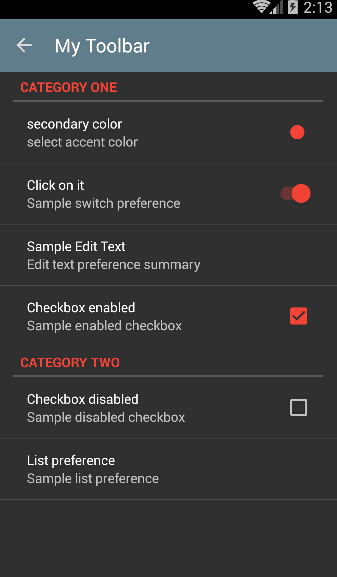 2:13
My Toolbar
CATEGORY ONE
secondary color
select accent color
Click on it
Sample switch preference
Sample Edit Text
Edit text preference summary
Checkbox enabled
Sample enabled checkbox
CATEGORY TWO
Checkbox disabled
Sample disabled checkbox
List preference
Sample list preference